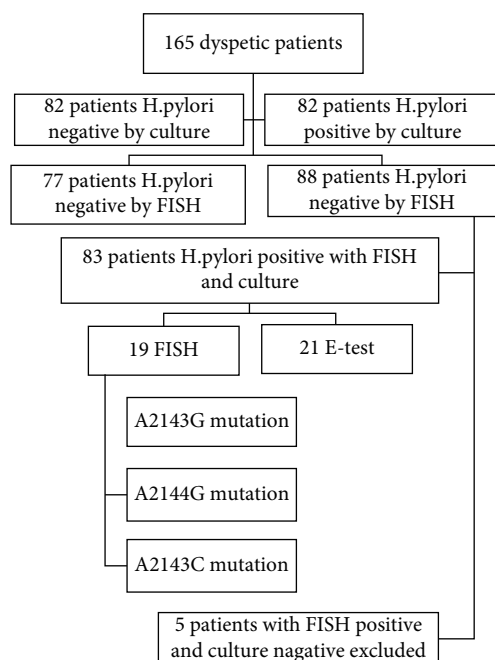 165 dyspetic patients
82 patients H.pylori
negative by culture
82 patients H.pylori
positive by culture
77 patients H.pylori
negative by FISH
88 patients H.pylori
negative by FISH
83 patients H.pylori positive with FISH
and culture
19 FISH
21 E-test
A2143G mutation
A2144G mutation
A2143C mutation
5 patients with FISH positive
and culture nagative excluded